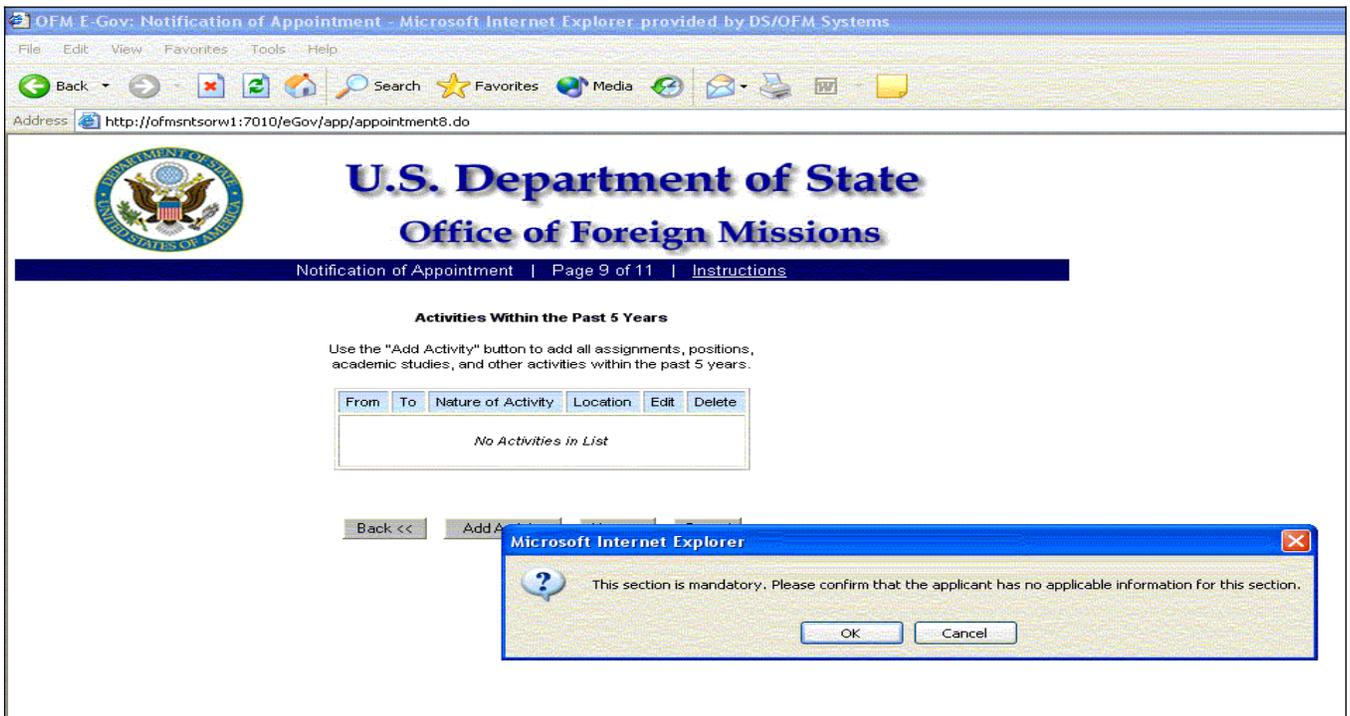 OFM E-Gov: Notification of Appointment - Microsoft Internet Explorer provided by DS/OFM Systems
File Edit View Favorites Tools Help
Back Search Favorites Media
Address http://ofmsntsorw1:7010/eGov/app/appointment8.do
U.S. Department of State
Office of Foreign Missions
Notification of Appointment | Page 9 of 11 | Instructions
Activities Within the Past 5 Years
Use the "Add Activity" button to add all assignments, positions,
academic studies, and other activities within the past 5 years.
From To Nature of Activity Location Edit Delete
No Activities in List
Back << Add
Microsoft Internet Explorer
This section is mandatory. Please confirm that the applicant has no applicable information for this section.
OK Cancel